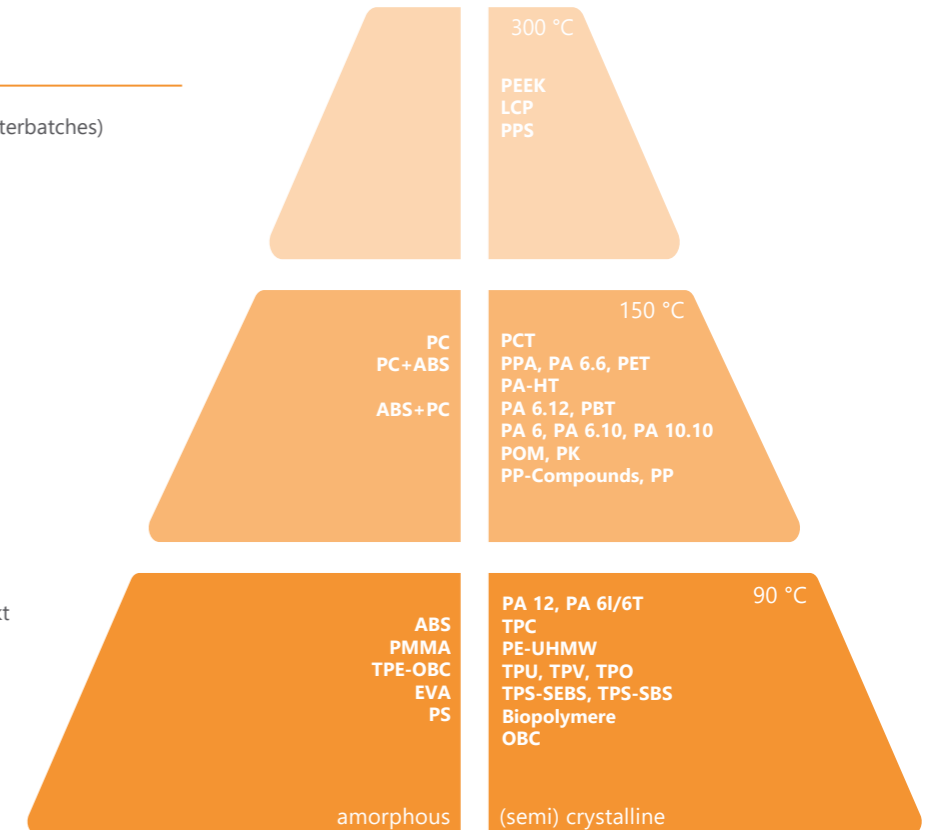 300 °C
PEEK
LCP
PPS
terbatches)
150 °C
PC
PC+ABS
ABS+PC
PCT
PPA, PA 6.6, PET
PA-HT
PA 6.12, PBT
PA 6, PA 6.10, PA 10.10
POM, PK
PP-Compounds, PP
90 °C
xt
ABS
PMMA
TPE-OBC
EVA
PS
PA 12, PA 6I/6T
TPC
PE-UHMW
TPU, TPV, TPO
TPS-SEBS, TPS-SBS
Biopolymere
OBC
amorphous
(semi) crystalline